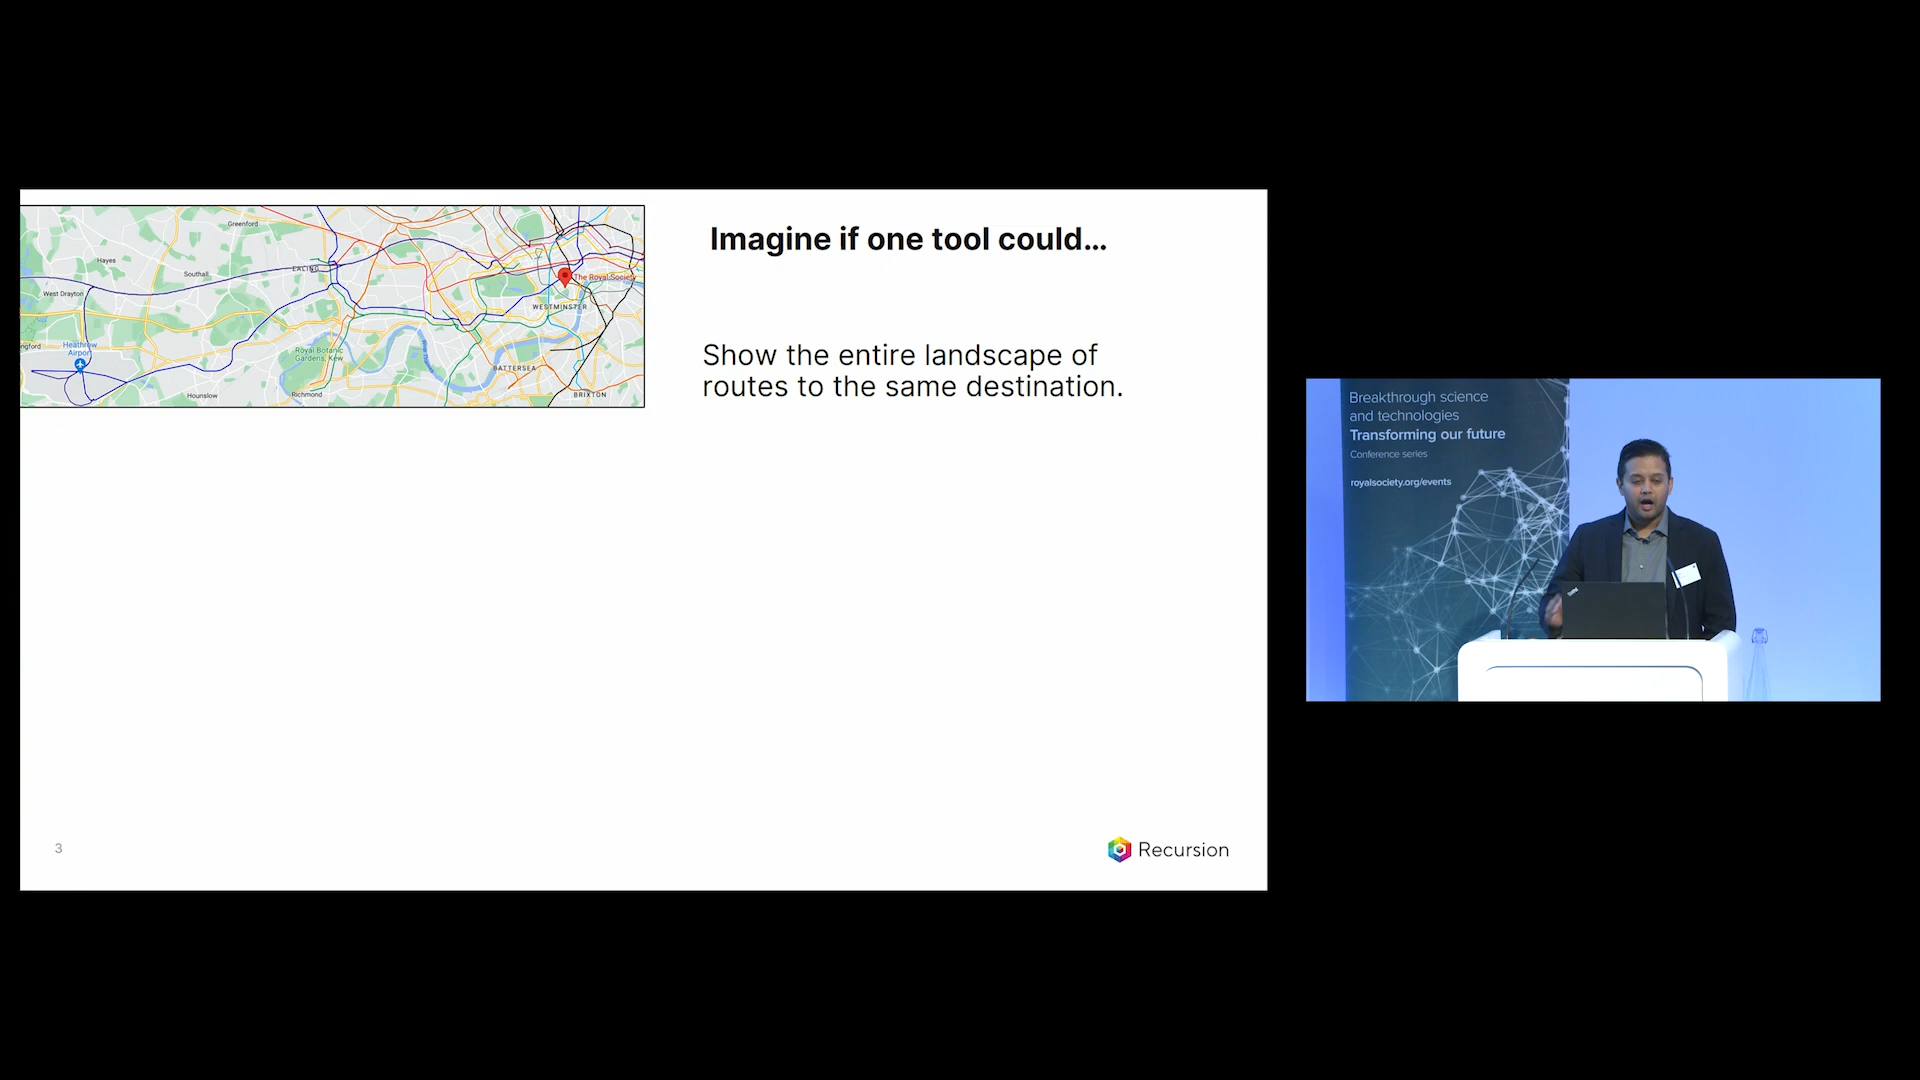 Imagine if one tool could...
Show the entire landscape of
routes to the same destination.
Greenford
Hayes
Southall
EALING
West Drayton
The Royal Society
WESTMINSTER
Heathrow
Airport
Royal Botanic
Gardens, Kew
BATTERSEA
Hounslow
Richmond
BRIXTON
3
Recursion
Breakthrough science
and technologies
Transforming our future
Conference series
royalsociety.org/events